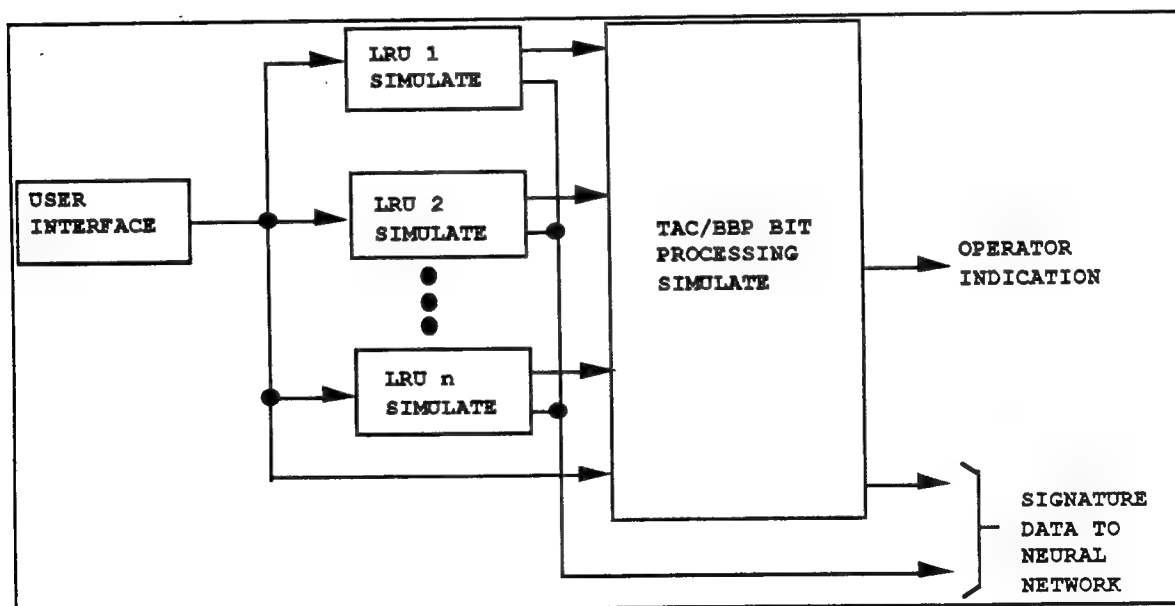 LRU 1
SIMULATE
USER
INTERFACE
LRU 2
SIMULATE
TAC/BBP BIT
PROCESSING
SIMULATE
OPERATOR
INDICATION
LRU n
SIMULATE
SIGNATURE
DATA TO
NEURAL
NETWORK